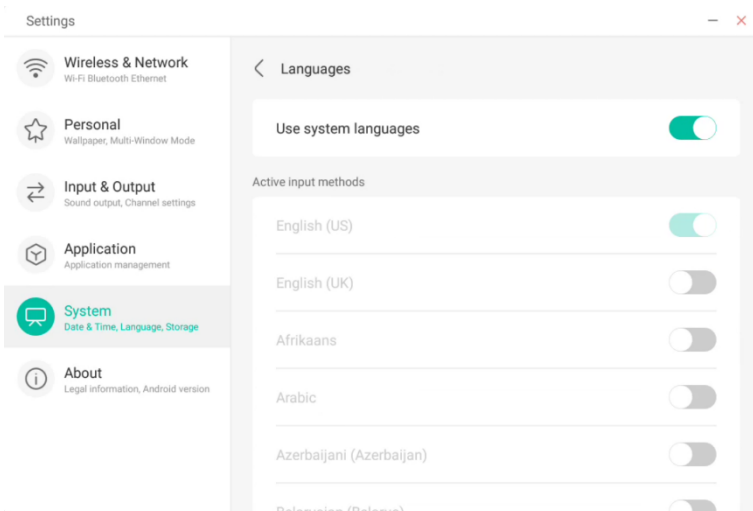 Settings
Wireless & Network
Wi-Fi Bluetooth Ethernet
Personal
Wallpaper, Multi-Window Mode
Input & Output
Sound output, Channel settings
Application
Application management
System
Date & Time, Language, Storage
About
Legal information, Android version
Languages
Use system languages
Active input methods
English (US)
English (UK)
Afrikaans
Arabic
Azerbaijani (Azerbaijan)